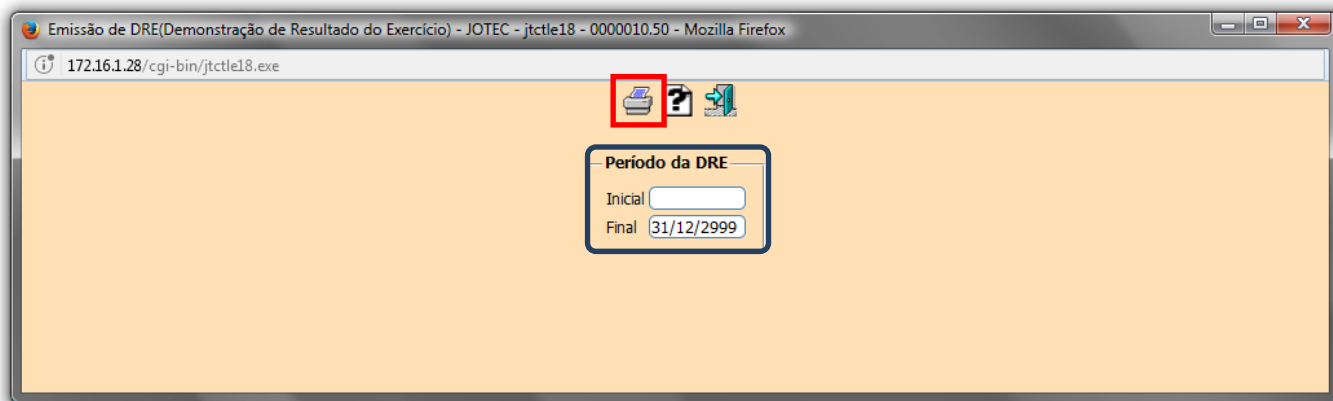 Emissão de DRE(Demonstração de Resultado do Exercício) - JOTEC - jtctle18 - 0000010.50 - Mozilla Firefox
172.16.1.28/cgi-bin/jtctle18.exe
Período da DRE
Inicial
Final 31/12/2999